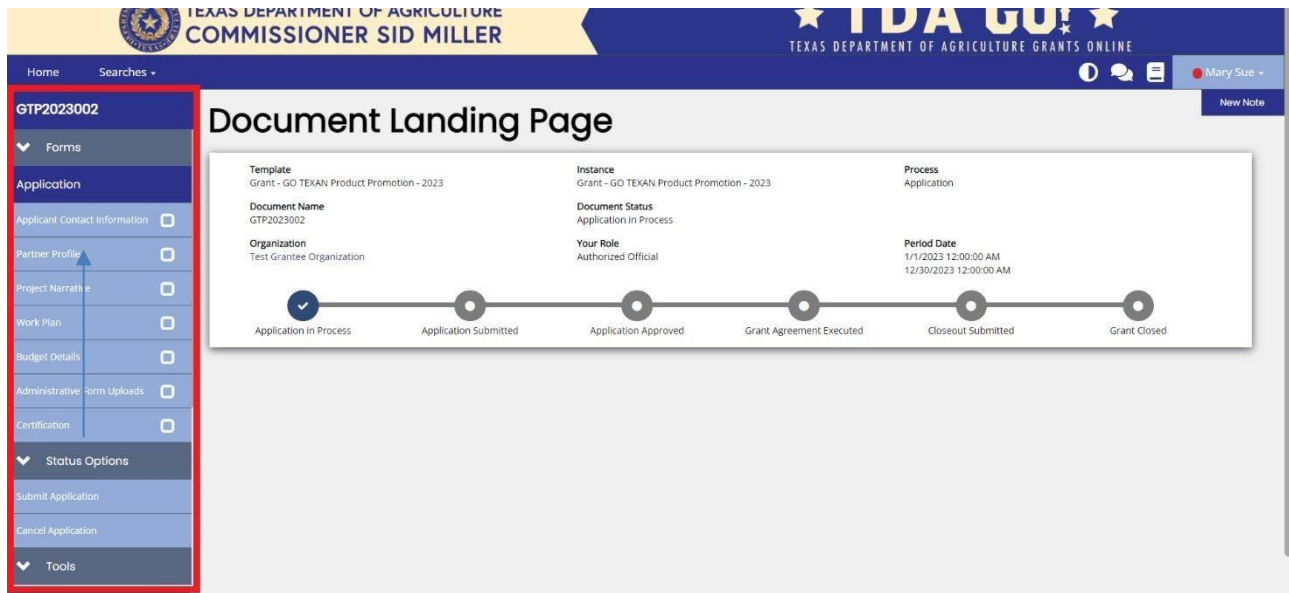 TEXAS DEPARTMENT OF AGRICULTURE
COMMISSIONER SID MILLER
TDA GO!
TEXAS DEPARTMENT OF AGRICULTURE GRANTS ONLINE
Home Searches
Mary Sue
New Note
GTP2023002
Forms
Application
Applicant Contact Information
Partner Profile
Project Narrative
Work Plan
Budget Details
Administrative Form Uploads
Certification
Status Options
Submit Application
Cancel Application
Tools
Document Landing Page
Template Instance Process
Grant - GO TEXAN Product Promotion - 2023 Grant - GO TEXAN Product Promotion - 2023 Application
Document Name Document Status
GTP2023002 Application in Process
Organization Your Role Period Date
Test Grantee Organization Authorized Official 1/1/2023 12:00:00 AM
12/30/2023 12:00:00 AM
Application in Process Application Submitted Application Approved Grant Agreement Executed Closeout Submitted Grant Closed